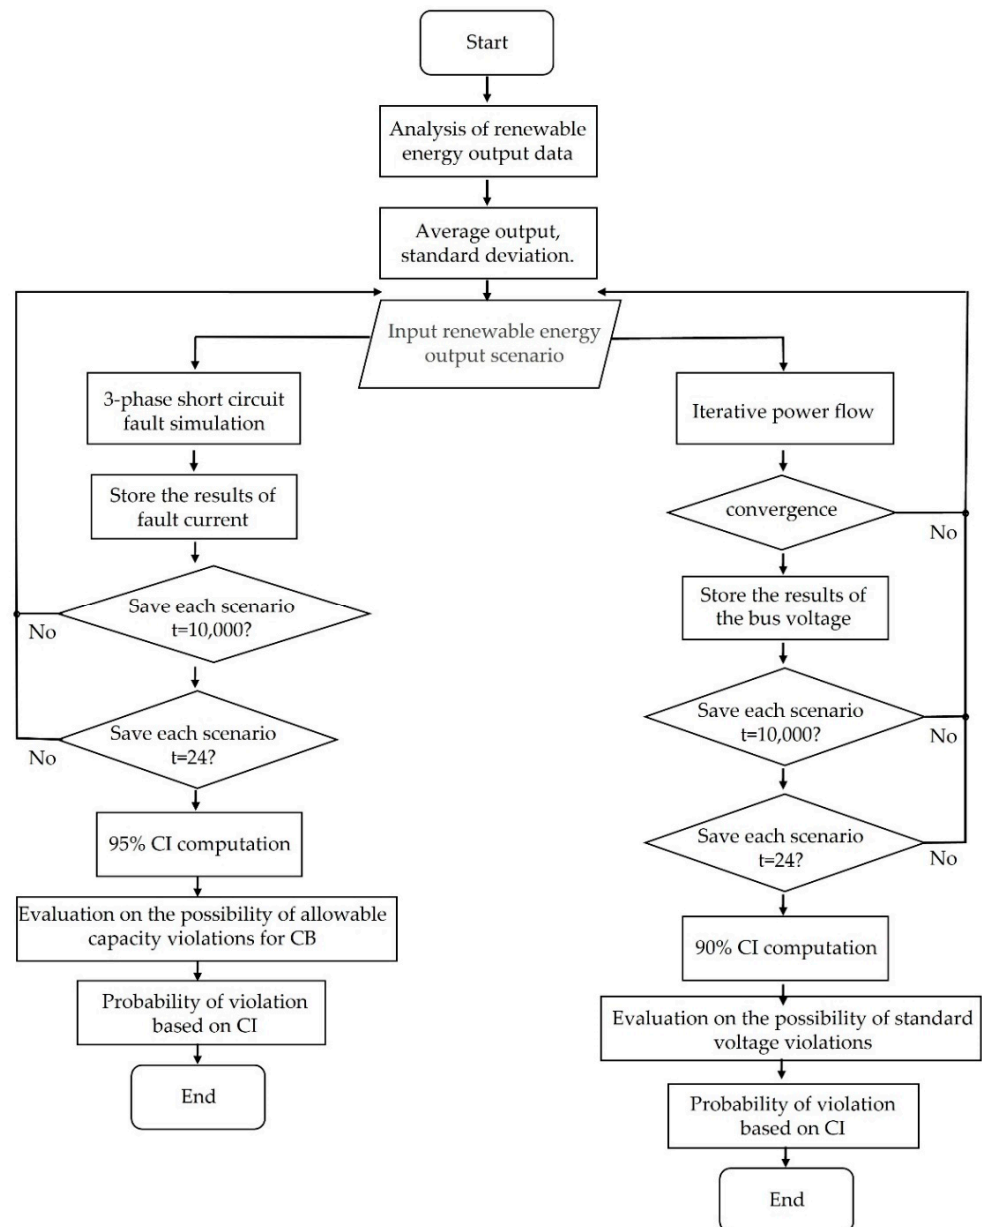 Start
Analysis of renewable
energy output data
Average output,
standard deviation.
Input renewable energy
output scenario
3-phase short circuit
fault simulation
Store the results of
fault current
Save each scenario
t=10,000?
No
Save each scenario
t=24?
No
95% CI computation
Evaluation on the possibility of allowable
capacity violations for CB
Probability of violation
based on CI
End
Iterative power flow
convergence
No
Store the results of
the bus voltage
Save each scenario
t=10,000?
No
Save each scenario
t=24?
No
90% CI computation
Evaluation on the possibility of standard
voltage violations
Probability of violation
based on CI
End